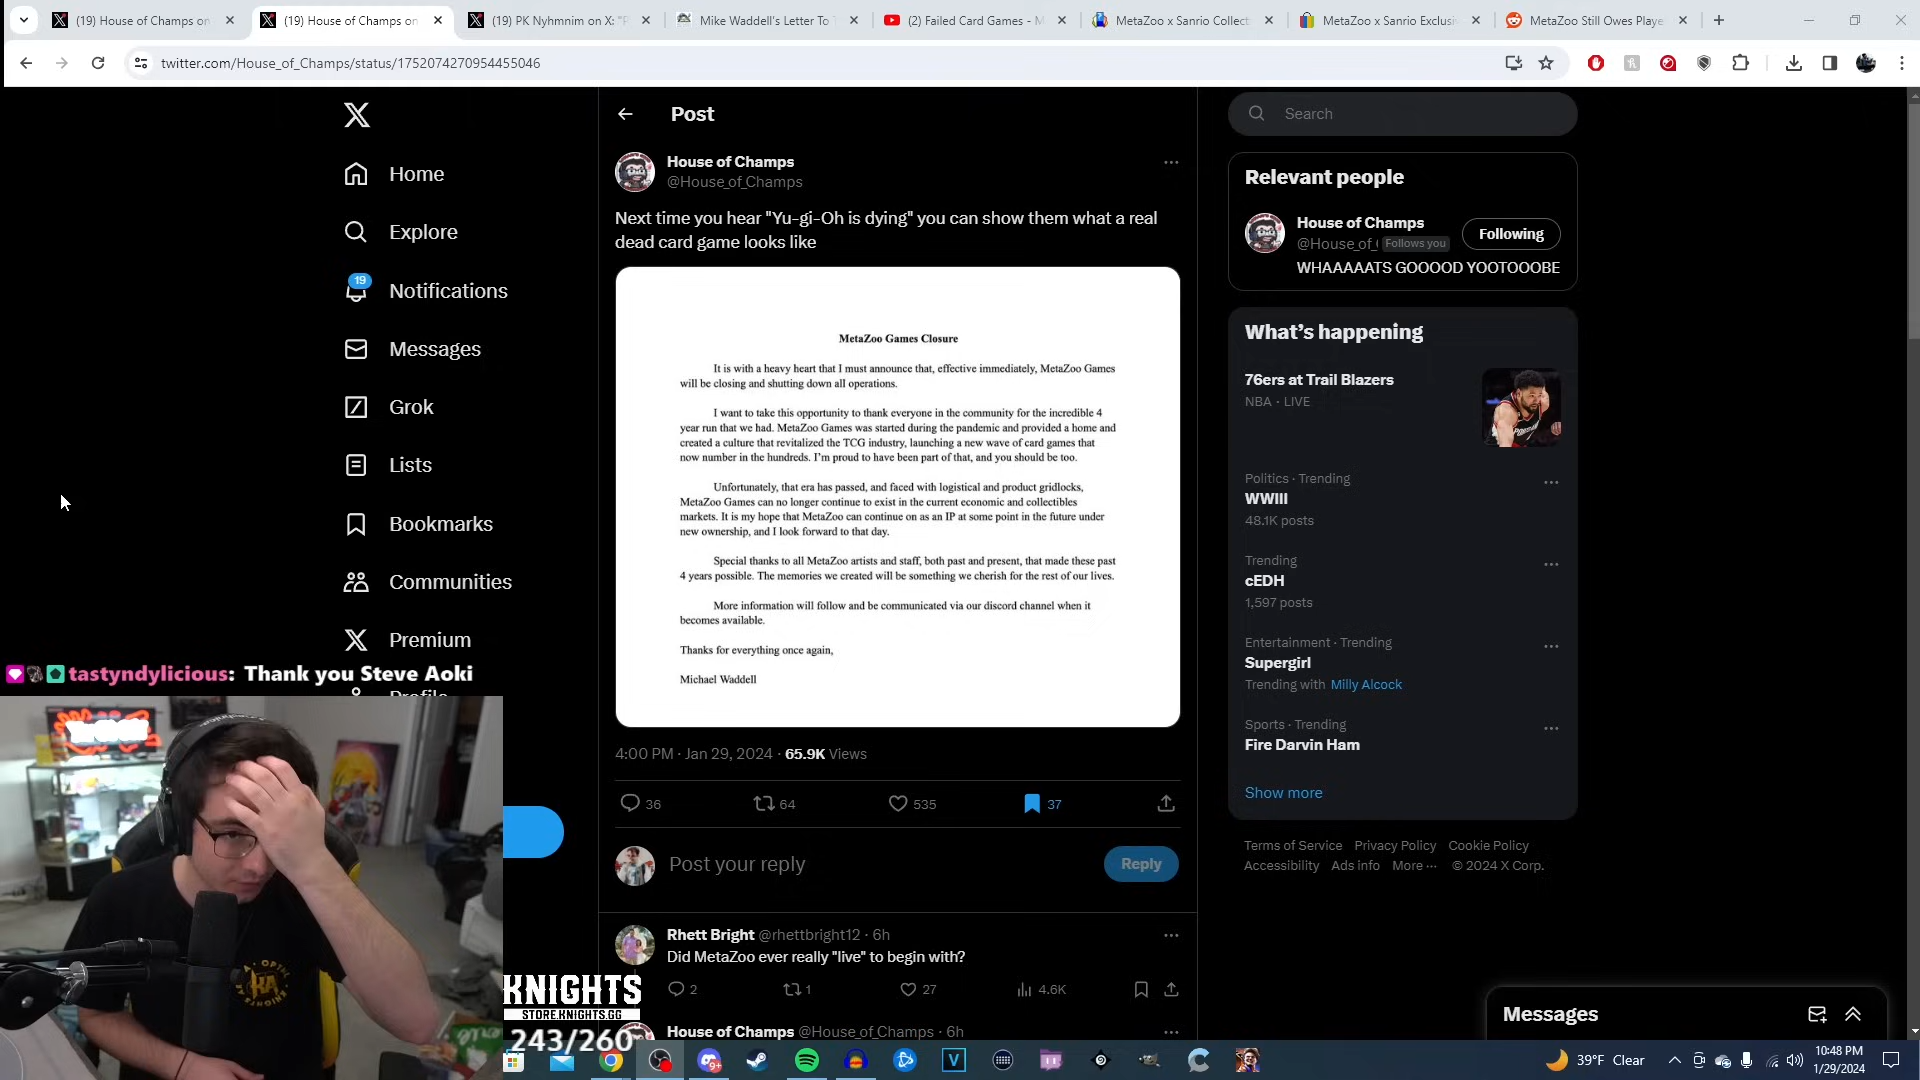 (19) House of Champs on
(19) House of Champs on
(19) PK Nyhmnim on X: "P
Mike Waddell's Letter To
(2) Failed Card Games - M
MetaZoo x Sanrio Collect
MetaZoo x Sanrio Exclusi
MetaZoo Still Owes Playe
twitter.com/House_of_Champs/status/1752074270954455046
Home
Explore
19
Notifications
Messages
Grok
Lists
Bookmarks
Communities
Premium
Profile
Post
House of Champs
@House_of_Champs
Next time you hear "Yu-gi-Oh is dying" you can show them what a real
dead card game looks like
MetaZoo Games Closure
It is with a heavy heart that I must announce that, effective immediately, MetaZoo Games
will be closing and shutting down all operations.
I want to take this opportunity to thank everyone in the community for the incredible 4
year run that we had. MetaZoo Games was started during the pandemic and provided a home and
created a culture that revitalized the TCG industry, launching a new wave of card games that
now number in the hundreds. I'm proud to have been part of that, and you should be too.
Unfortunately, that era has passed, and faced with logistical and product gridlocks,
MetaZoo Games can no longer continue to exist in the current economic and collectibles
markets. It is my hope that MetaZoo can continue on as an IP at some point in the future under
new ownership, and I look forward to that day.
Special thanks to all MetaZoo artists and staff, both past and present, that made these past
4 years possible. The memories we created will be something we cherish for the rest of our lives.
More information will follow and be communicated via our discord channel when it
becomes available.
Thanks for everything once again,
Michael Waddell
4:00 PM · Jan 29, 2024 · 65.9K Views
36
64
535
37
Post your reply
Reply
Rhett Bright @rhettbright12 · 6h
Did MetaZoo ever really "live" to begin with?
2
1
27
4.6K
House of Champs @House_of_Champs · 6h
Search
Relevant people
House of Champs
@House_of_( Follows you
Following
WHAAAAATS GOOOOD YOOTOOOBE
What's happening
76ers at Trail Blazers
NBA · LIVE
Politics · Trending
WWIII
48.1K posts
Trending
cEDH
1,597 posts
Entertainment · Trending
Supergirl
Trending with Milly Alcock
Sports · Trending
Fire Darvin Ham
Show more
Terms of Service Privacy Policy Cookie Policy
Accessibility Ads info More ··· © 2024 X Corp.
Messages
tastyndylicious: Thank you Steve Aoki
KNIGHTS
STORE.KNIGHTS.GG
243/260
9+
39°F Clear
10:48 PM
1/29/2024